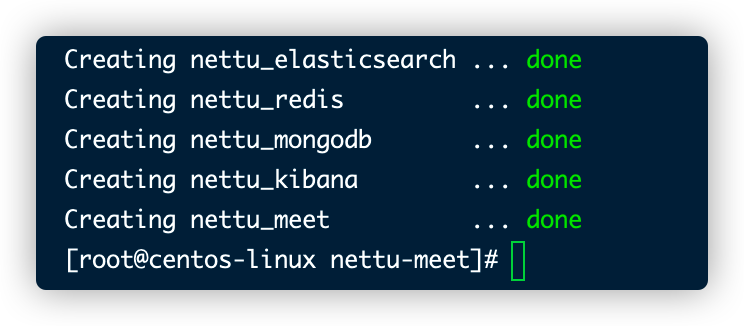 Creating nettu_elasticsearch ... done
Creating nettu_redis         ... done
Creating nettu_mongodb       ... done
Creating nettu_kibana        ... done
Creating nettu_meet          ... done
[root@centos-linux nettu-meet]#